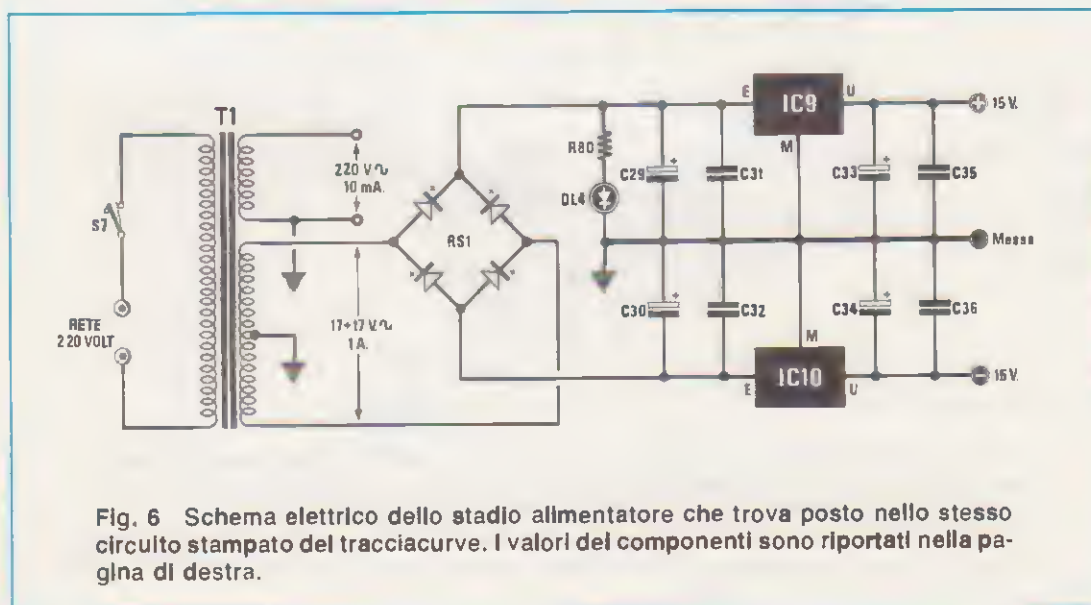 T1
S7
RETE
220 VOLT
220 V∿
10 mA.
17+17 V.∿
1 A.
RS1
R80
DL4
C29
+
C31
E
IC9
U
M
C33
+
C35
+ 15 V.
Massa
C30
+
C32
M
E
IC10
U
C34
+
C36
- 15 V.
Fig. 6 Schema elettrico dello stadio alimentatore che trova posto nello stesso
circuito stampato del tracciacurve. I valori dei componenti sono riportati nella pa-
gina di destra.